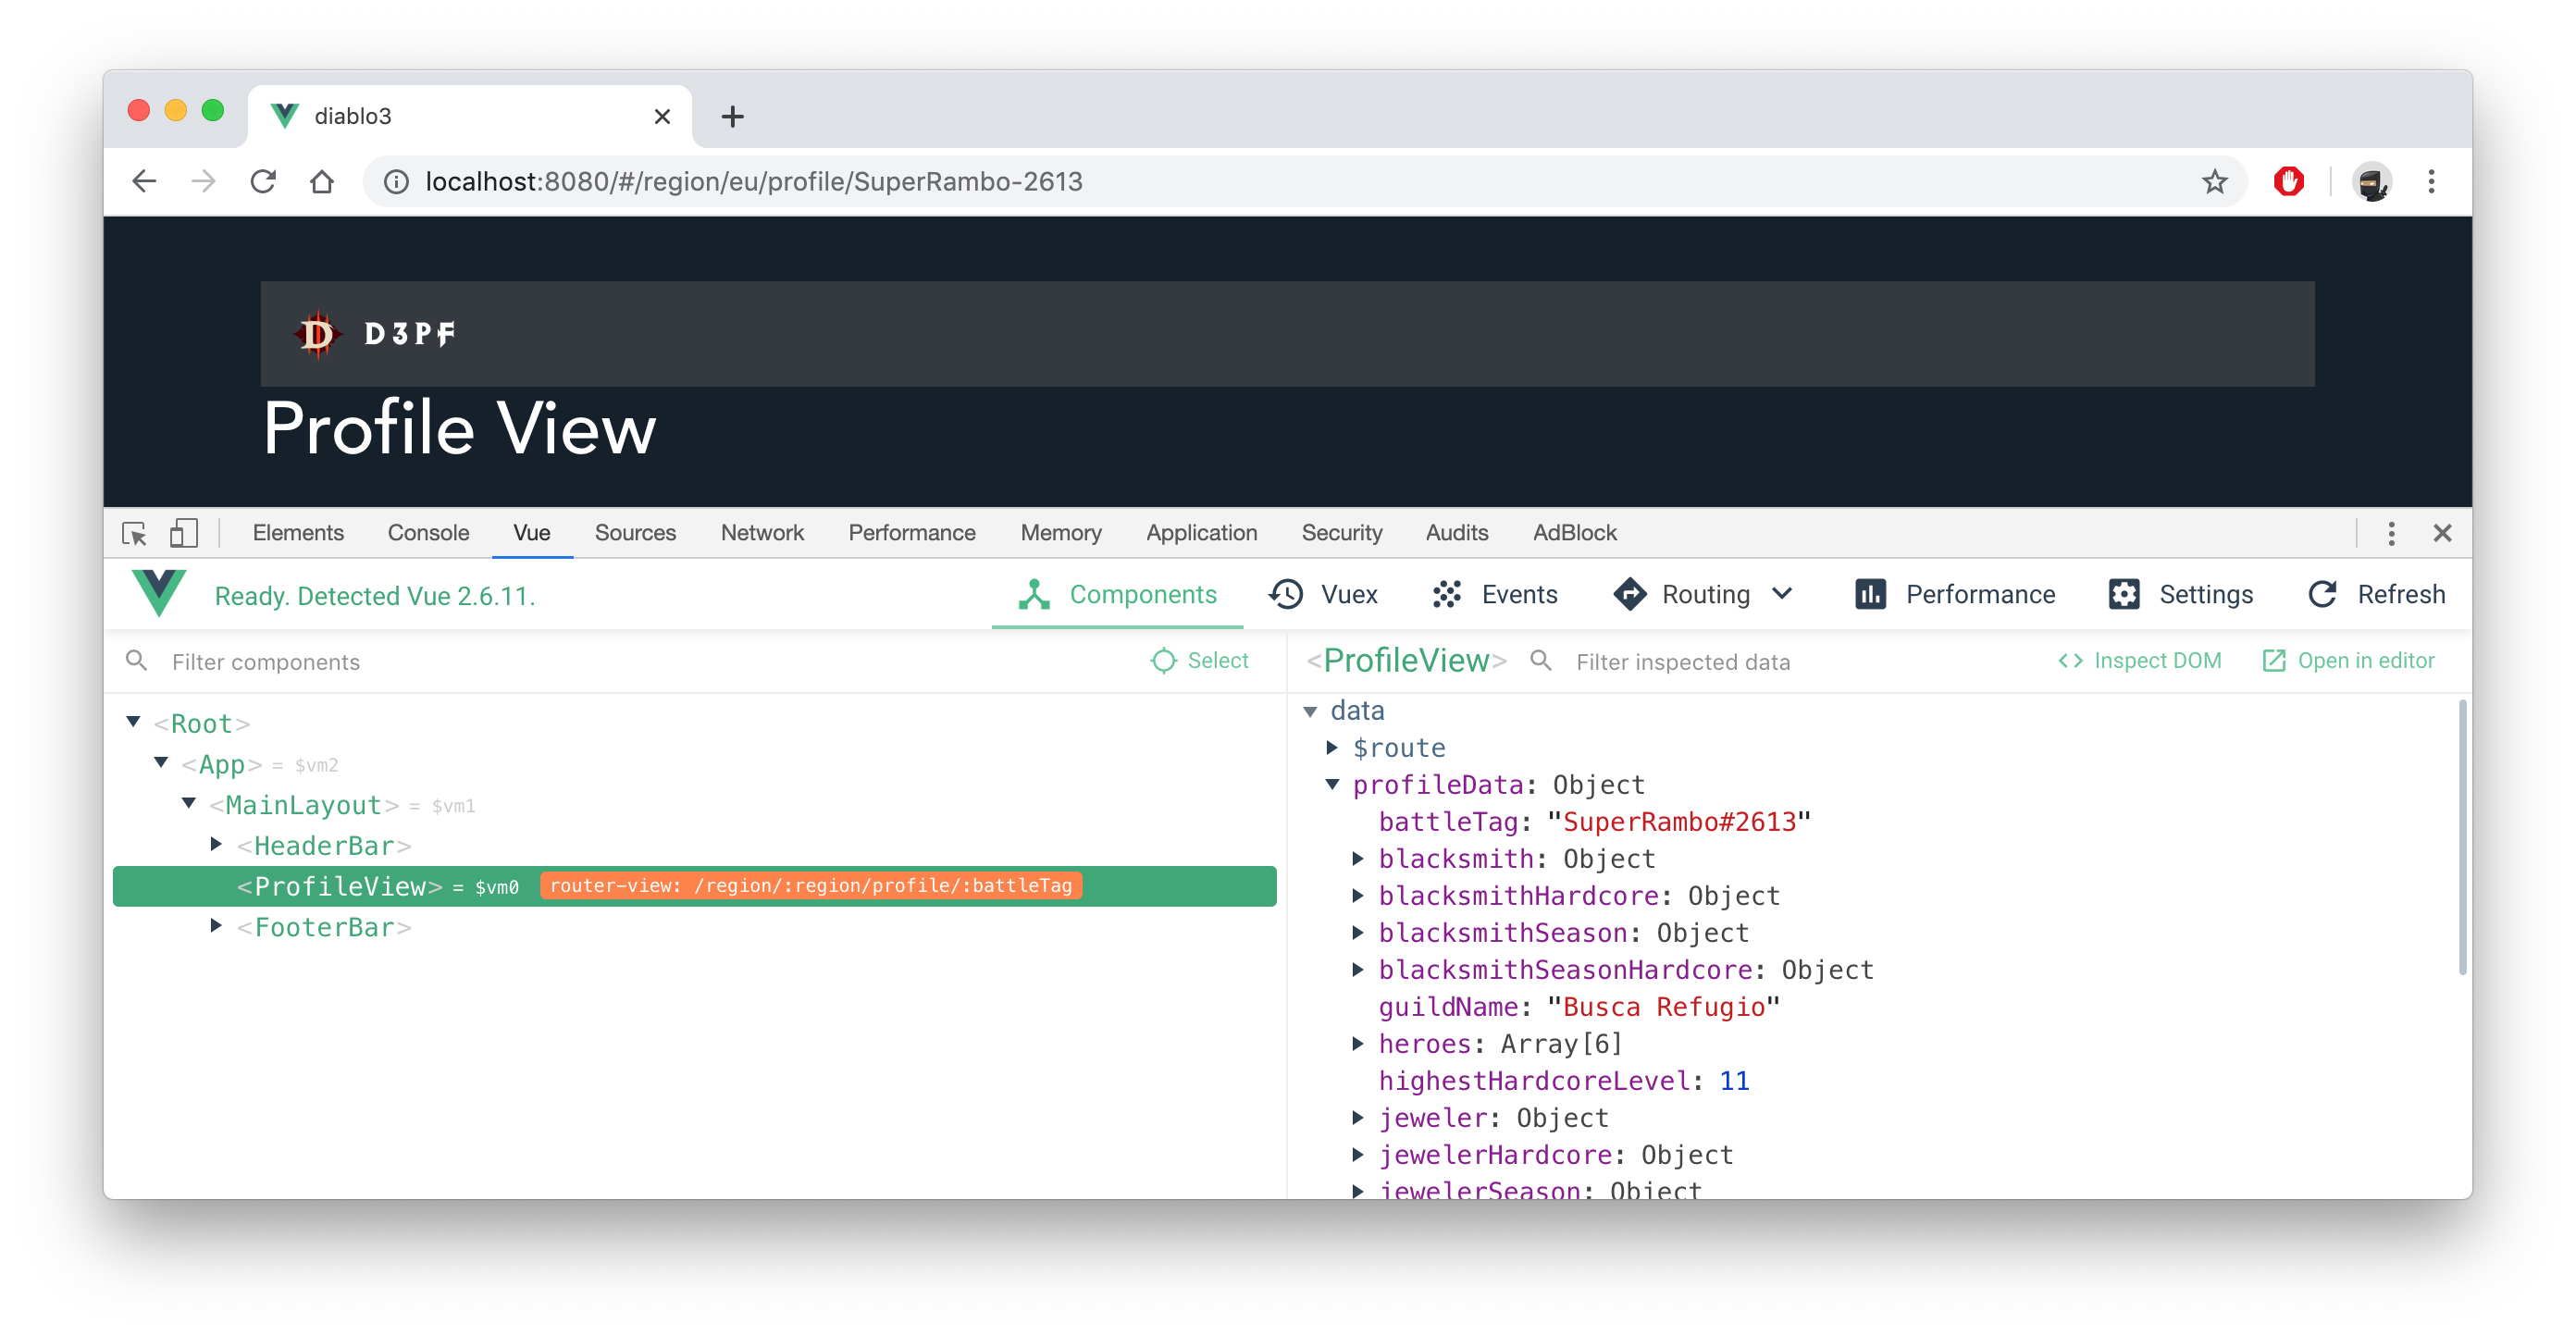 diablo3
localhost:8080/#/region/eu/profile/SuperRambo-2613
D D3PF
Profile View
Elements Console Vue Sources Network Performance Memory Application Security Audits AdBlock
Ready. Detected Vue 2.6.11. Components Vuex Events Routing Performance Settings Refresh
Filter components Select
<ProfileView> Filter inspected data Inspect DOM Open in editor
<Root>
<App> = $vm2
<MainLayout> = $vm1
<HeaderBar>
<ProfileView> = $vm0 router-view: /region/:region/profile/:battleTag
<FooterBar>
data
$route
profileData: Object
battleTag: "SuperRambo#2613"
blacksmith: Object
blacksmithHardcore: Object
blacksmithSeason: Object
blacksmithSeasonHardcore: Object
guildName: "Busca Refugio"
heroes: Array[6]
highestHardcoreLevel: 11
jeweler: Object
jewelerHardcore: Object
jewelerSeason: Object